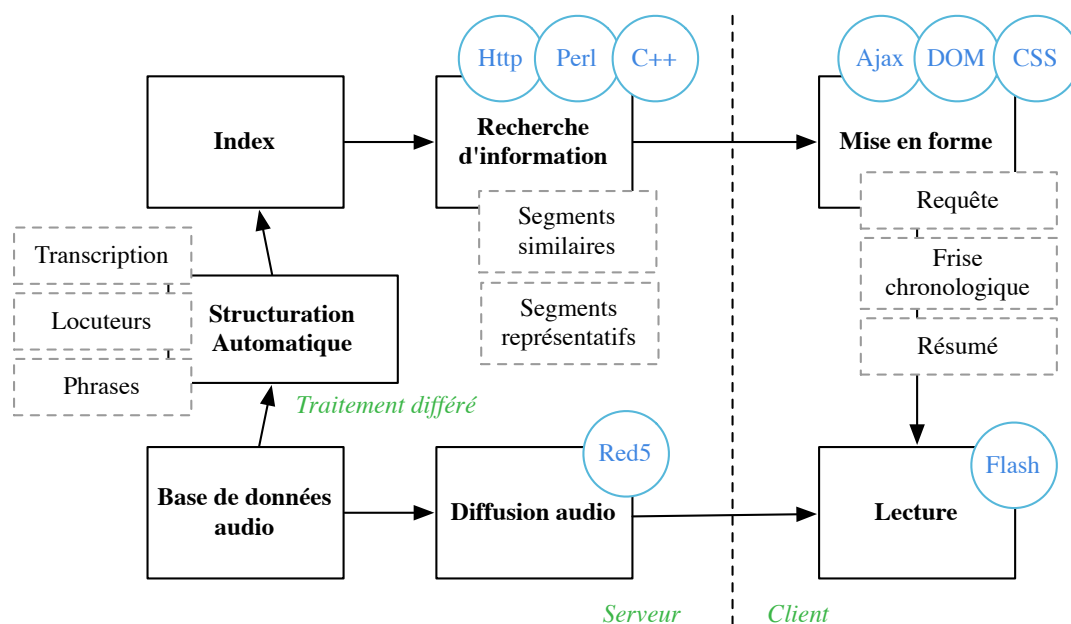 Http
Perl
C++
Ajax
DOM
CSS
Index
Recherche
d'information
Mise en forme
Segments
similaires
Requête
Transcription
Frise
chronologique
Locuteurs
Structuration
Automatique
Segments
représentatifs
Résumé
Phrases
Traitement différé
Red5
Flash
Base de données
audio
Diffusion audio
Lecture
Serveur
Client